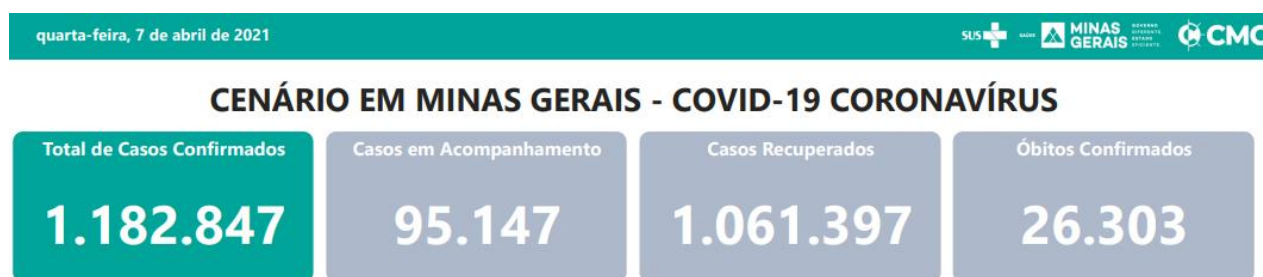 quarta-feira, 7 de abril de 2021
SUS
MINAS
GERAIS
CMC
CENÁRIO EM MINAS GERAIS - COVID-19 CORONAVÍRUS
Total de Casos Confirmados
1.182.847
Casos em Acompanhamento
95.147
Casos Recuperados
1.061.397
Óbitos Confirmados
26.303